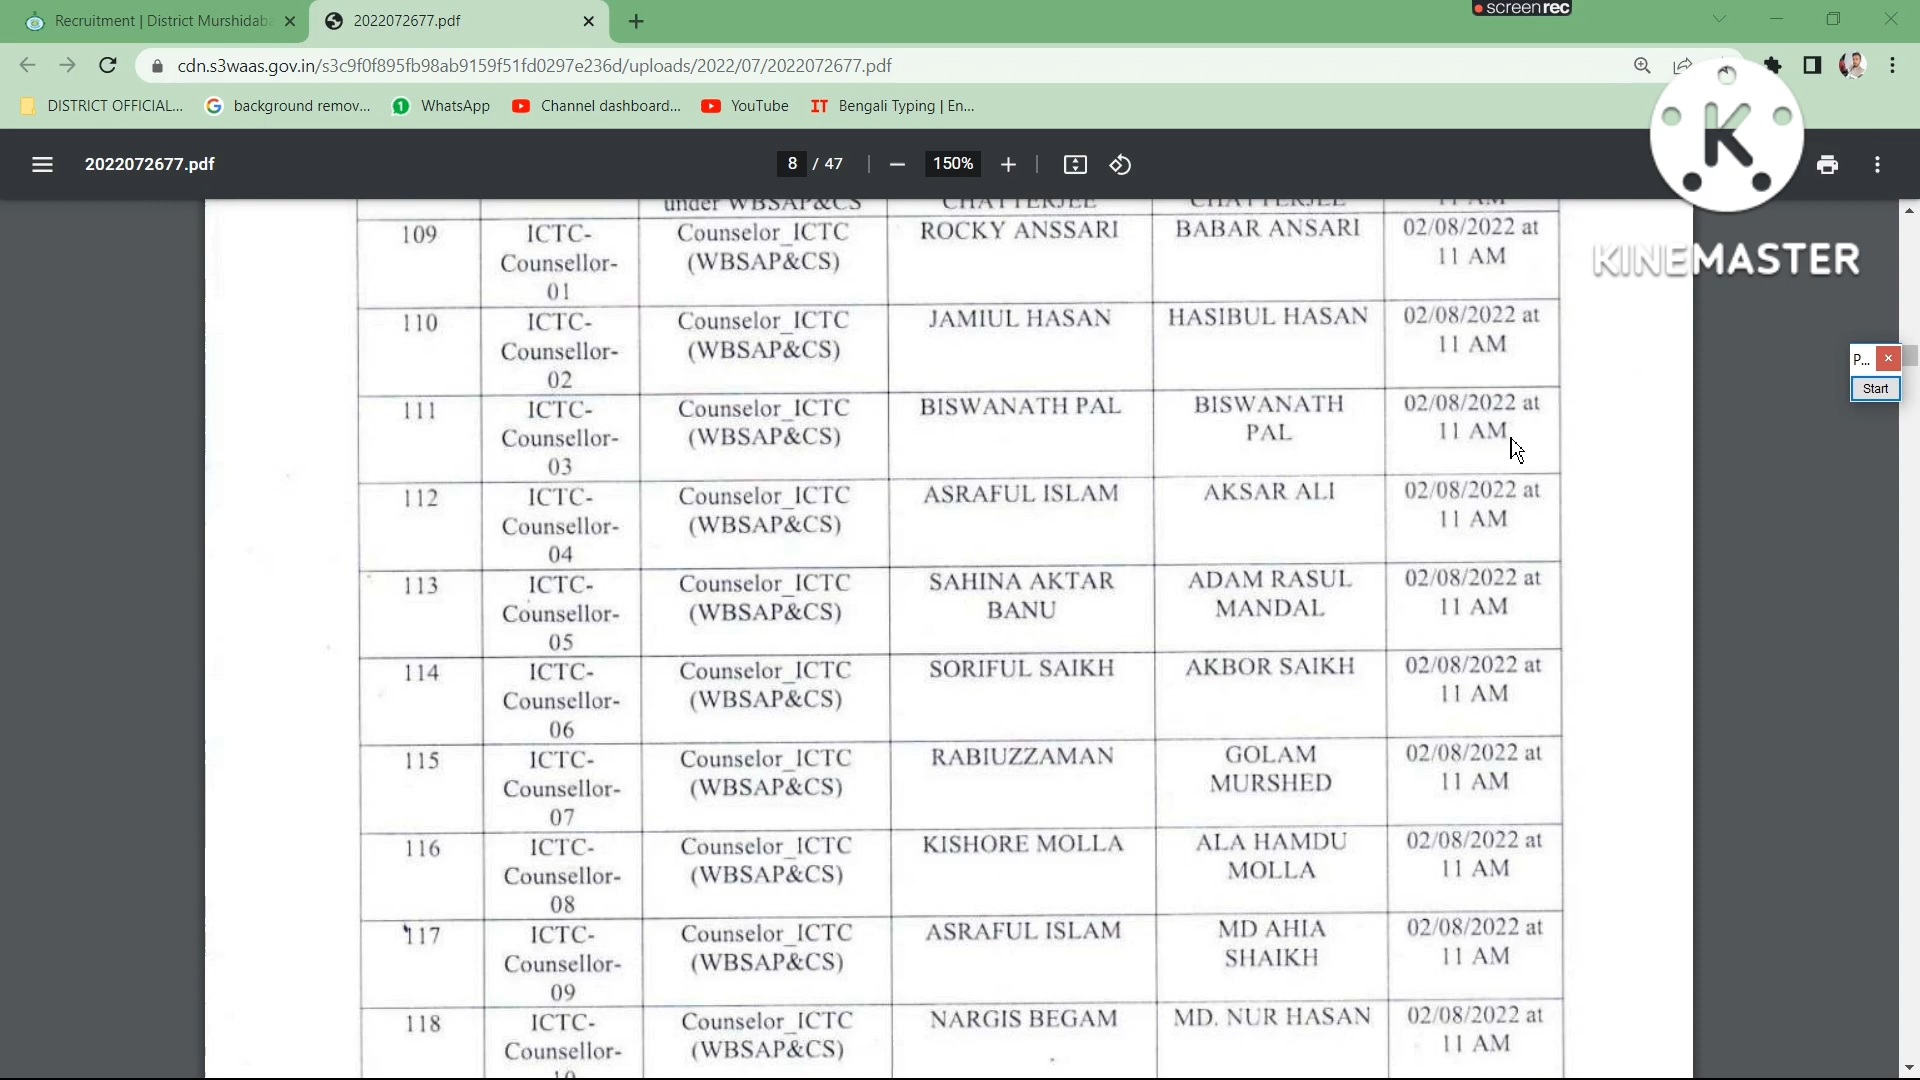 Recruitment | District Murshidaba
2022072677.pdf
screenrec
cdn.s3waas.gov.in/s3c9f0f895fb98ab9159f51fd0297e236d/uploads/2022/07/2022072677.pdf
DISTRICT OFFICIAL... background remov... WhatsApp Channel dashboard... YouTube IT Bengali Typing | En...
2022072677.pdf 8 / 47 150%
K
KINEMASTER
P...
Start
under WBSAP&CS CHATTERJEE CHATTERJEE 11 AM
109 ICTC- Counselor_ICTC ROCKY ANSSARI BABAR ANSARI 02/08/2022 at
Counsellor- (WBSAP&CS) 11 AM
01
110 ICTC- Counselor_ICTC JAMIUL HASAN HASIBUL HASAN 02/08/2022 at
Counsellor- (WBSAP&CS) 11 AM
02
111 ICTC- Counselor_ICTC BISWANATH PAL BISWANATH 02/08/2022 at
Counsellor- (WBSAP&CS) PAL 11 AM
03
112 ICTC- Counselor_ICTC ASRAFUL ISLAM AKSAR ALI 02/08/2022 at
Counsellor- (WBSAP&CS) 11 AM
04
113 ICTC- Counselor_ICTC SAHINA AKTAR ADAM RASUL 02/08/2022 at
Counsellor- (WBSAP&CS) BANU MANDAL 11 AM
05
114 ICTC- Counselor_ICTC SORIFUL SAIKH AKBOR SAIKH 02/08/2022 at
Counsellor- (WBSAP&CS) 11 AM
06
115 ICTC- Counselor_ICTC RABIUZZAMAN GOLAM 02/08/2022 at
Counsellor- (WBSAP&CS) MURSHED 11 AM
07
116 ICTC- Counselor_ICTC KISHORE MOLLA ALA HAMDU 02/08/2022 at
Counsellor- (WBSAP&CS) MOLLA 11 AM
08
117 ICTC- Counselor_ICTC ASRAFUL ISLAM MD AHIA 02/08/2022 at
Counsellor- (WBSAP&CS) SHAIKH 11 AM
09
118 ICTC- Counselor_ICTC NARGIS BEGAM MD. NUR HASAN 02/08/2022 at
Counsellor- (WBSAP&CS) 11 AM
10